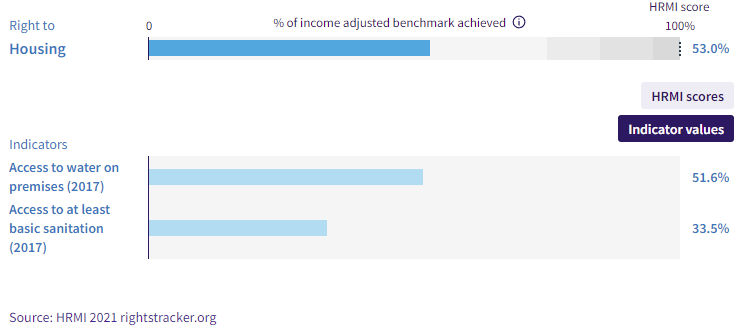 HRMI score
Right to
0
% of income adjusted benchmark achieved
100%
Housing
53.0%
HRMI scores
Indicator values
Indicators
Access to water on
premises (2017)
51.6%
Access to at least
basic sanitation
(2017)
33.5%
Source: HRMI 2021 rightstracker.org